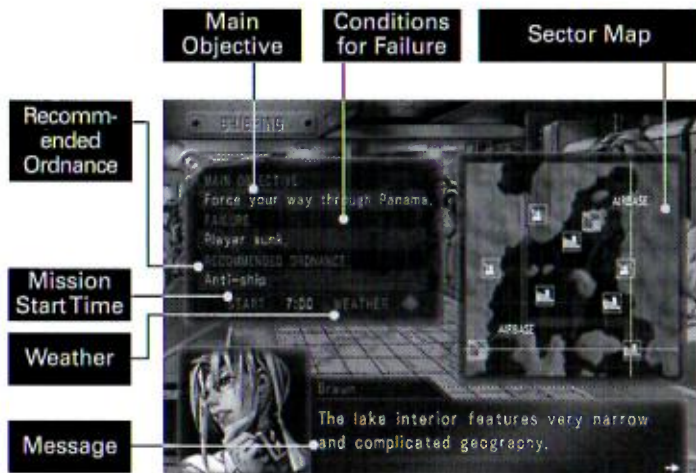 Main
Objective
Conditions
for Failure
Sector Map
Recomm-
ended
Ordnance
BRIEFING
MAIN OBJECTIVE
Force your way through Panama.
FAILURE
Player sunk.
RECOMMENDED ORDNANCE
Anti-ship
Mission
Start Time
START 7:00 WEATHER
Weather
AIRBASE
AIRBASE
Braun
Message
The lake interior features very narrow
and complicated geography.